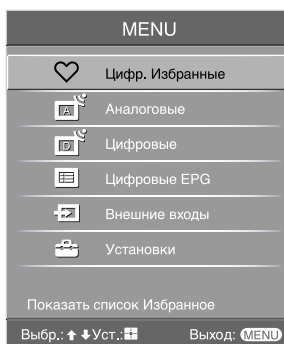 MENU
Цифр. Избранные
A Аналоговые
D Цифровые
Цифровые EPG
Внешние входы
Установки
Показать список Избранное
Выбр.: Уст.: Выход: MENU